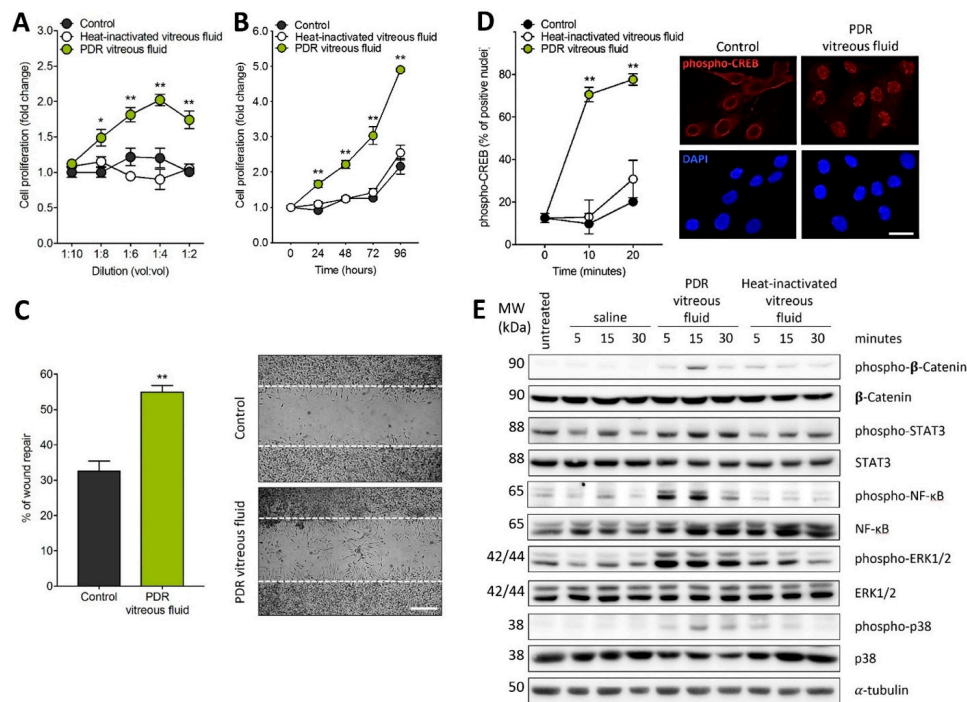 A
Control
Heat-inactivated vitreous fluid
PDR vitreous fluid
Cell proliferation (fold change)
3.0
2.5
2.0
1.5
1.0
0.5
0.0
*
**
**
**
1:10 1:8 1:6 1:4 1:2
Dilution (vol:vol)
B
Control
Heat-inactivated vitreous fluid
PDR vitreous fluid
Cell proliferation (fold change)
6.0
5.0
4.0
3.0
2.0
1.0
0.0
**
**
**
**
0 24 48 72 96
Time (hours)
D
Control
Heat-inactivated vitreous fluid
PDR vitreous fluid
phospho-CREB (% of positive nuclei)
100
80
60
40
20
0
** **
0 10 20
Time (minutes)
Control
PDR
vitreous fluid
phospho-CREB
DAPI
C
% of wound repair
60
50
40
30
20
10
0
**
Control
PDR
vitreous fluid
Control
PDR vitreous fluid
E
MW
(kDa)
untreated
saline
PDR
vitreous
fluid
Heat-inactivated
vitreous
fluid
5 15 30 5 15 30 5 15 30 minutes
90 phospho-β-Catenin
90 β-Catenin
88 phospho-STAT3
88 STAT3
65 phospho-NF-κB
65 NF-κB
42/44 phospho-ERK1/2
42/44 ERK1/2
38 phospho-p38
38 p38
50 α-tubulin